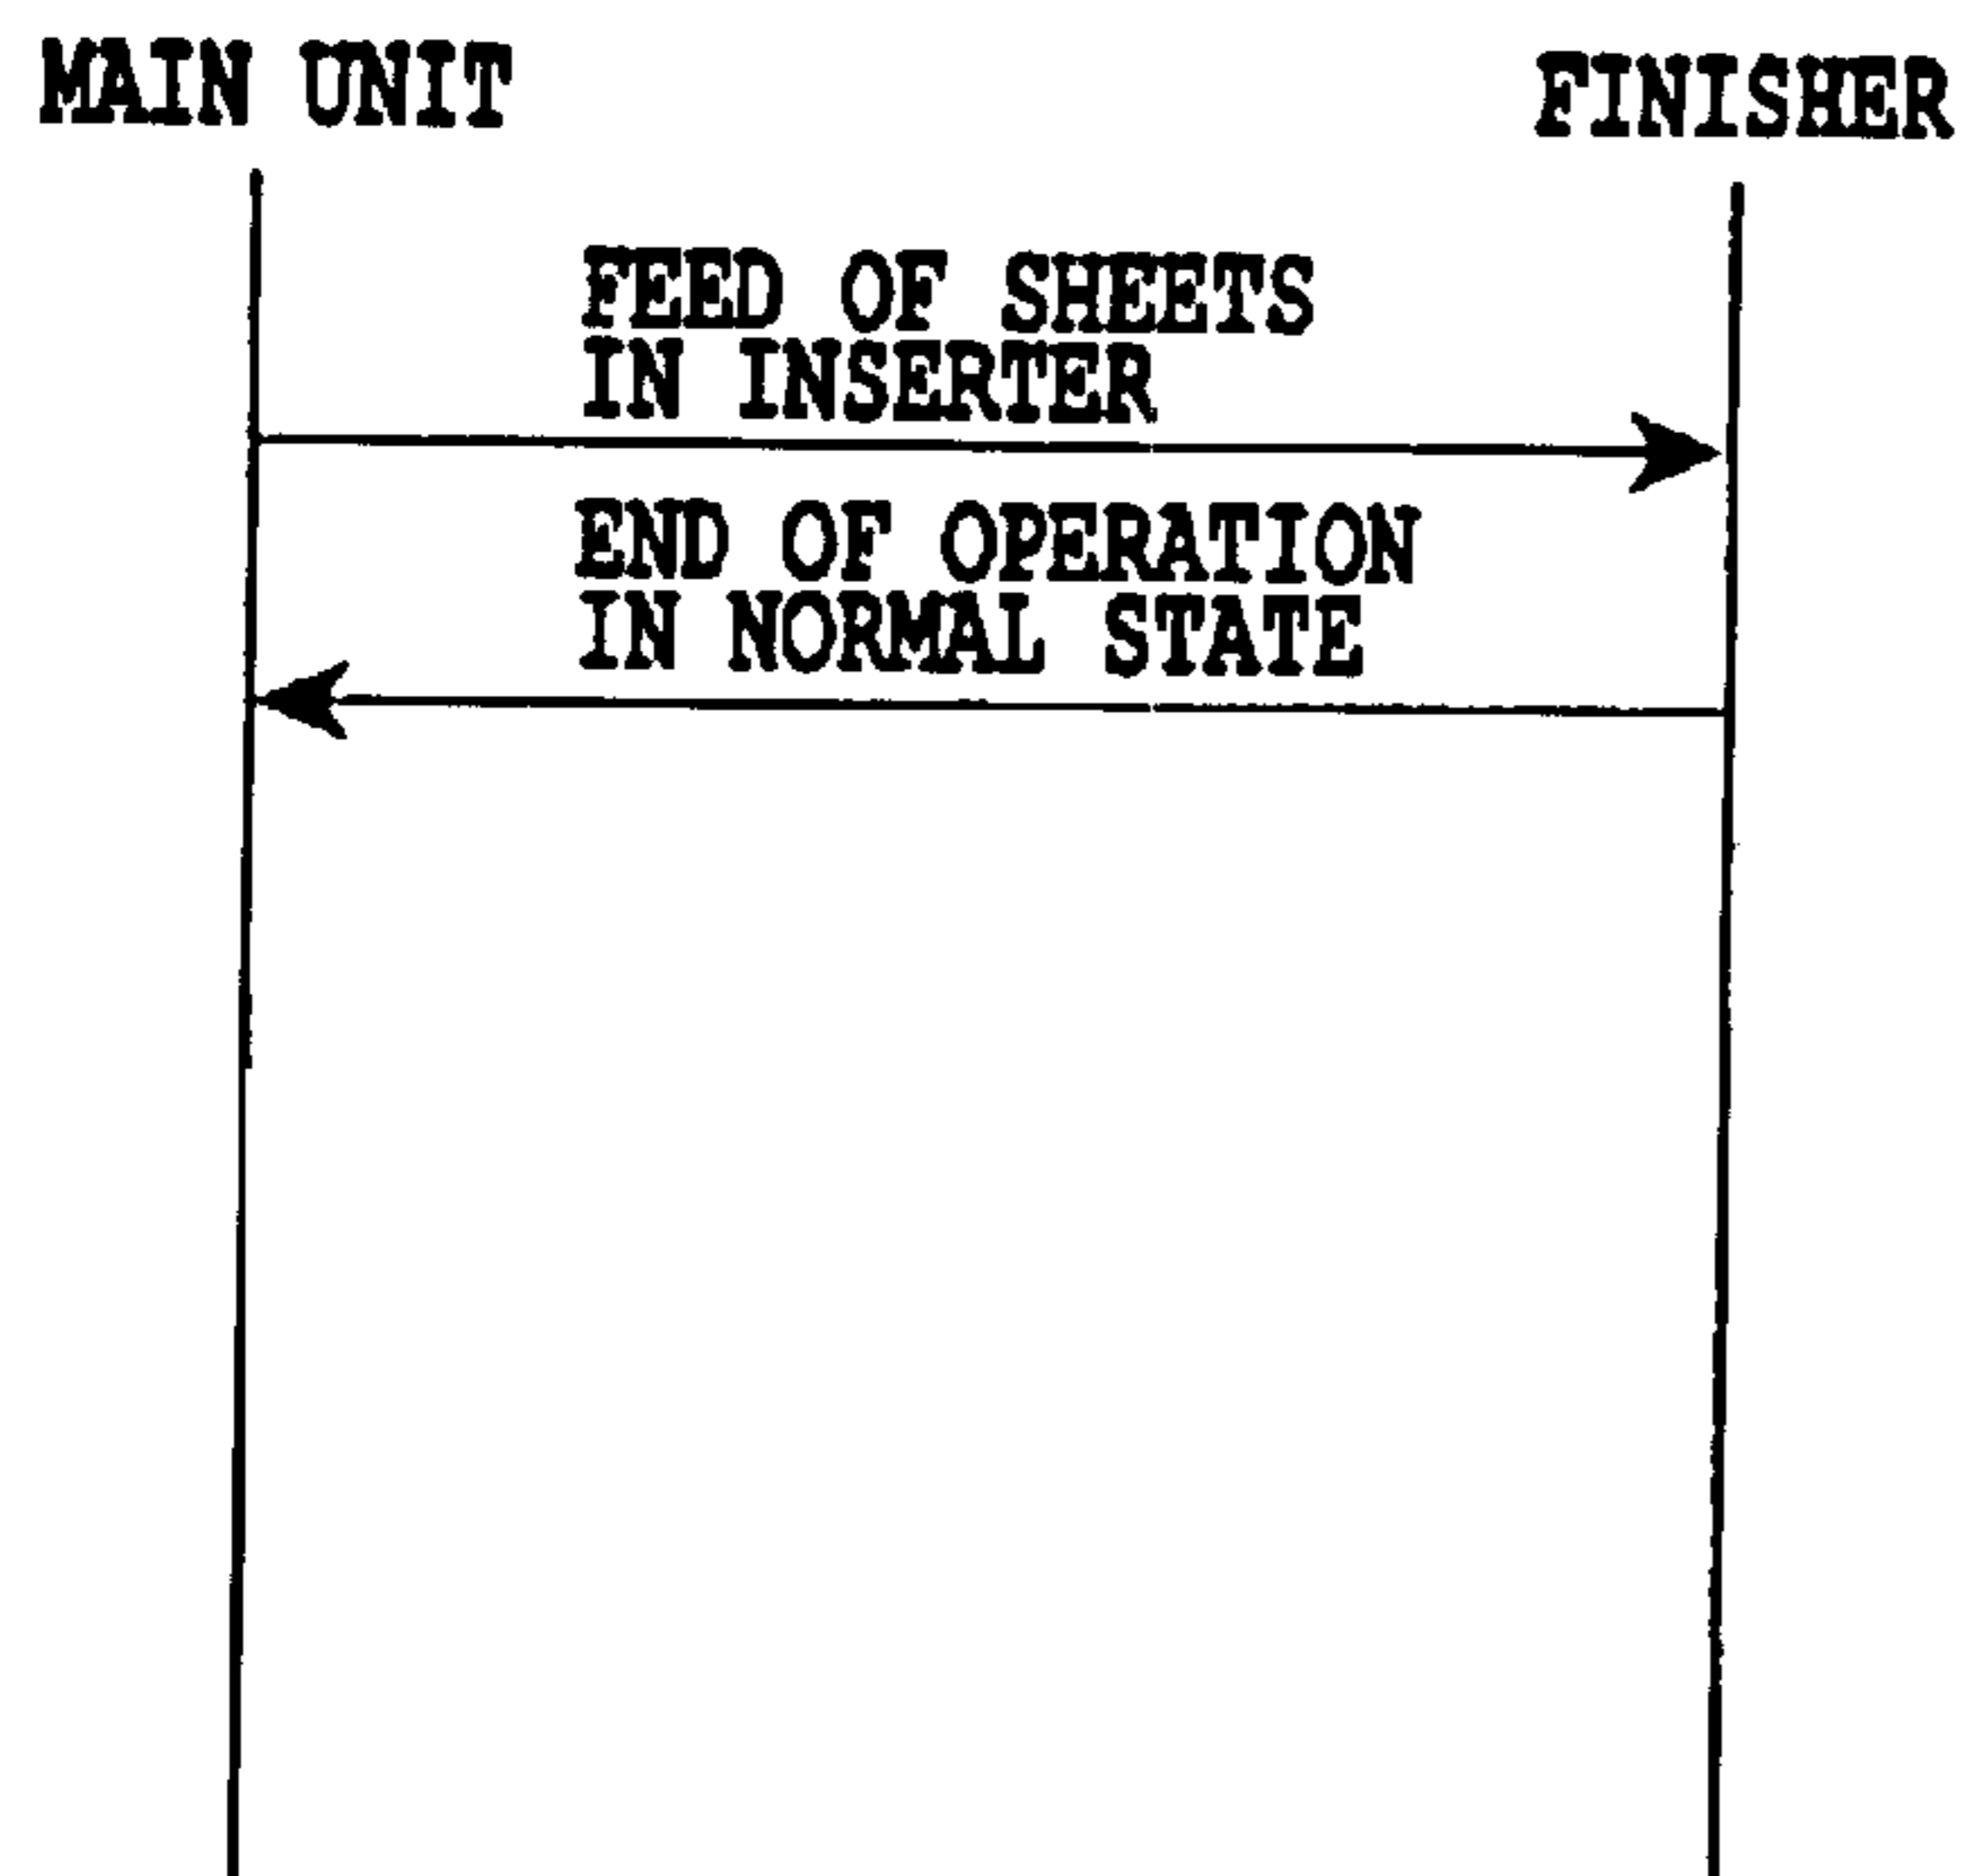 MAIN UNIT
FINISHER
FEED OF SHEETS
IN INSERTER
END OF OPERATION
IN NORMAL STATE